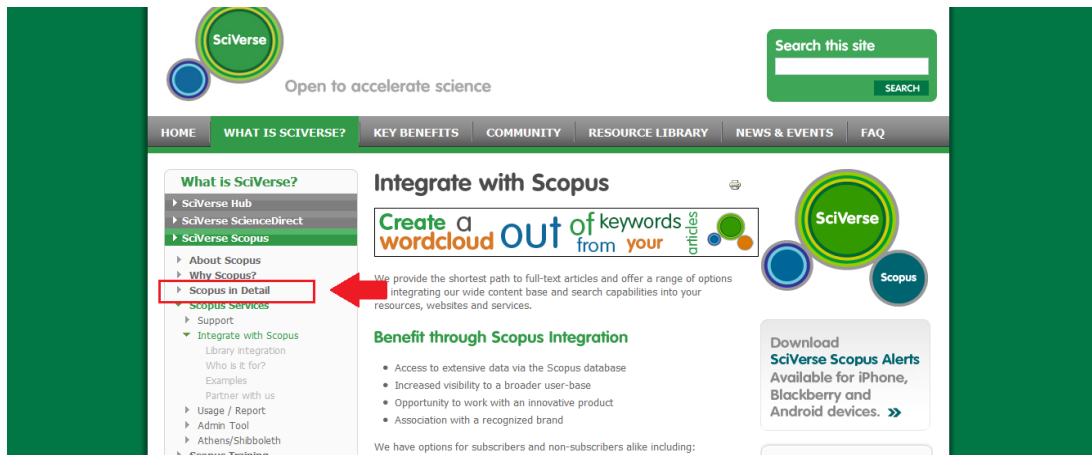 SciVerse
Open to accelerate science
Search this site
SEARCH
HOME
WHAT IS SCIVERSE?
KEY BENEFITS
COMMUNITY
RESOURCE LIBRARY
NEWS & EVENTS
FAQ
What is SciVerse?
SciVerse Hub
SciVerse ScienceDirect
SciVerse Scopus
About Scopus
Why Scopus?
Scopus in Detail
Scopus Services
Support
Integrate with Scopus
Library integration
Who is it for?
Examples
Partner with us
Usage / Report
Admin Tool
Athens/Shibboleth
Scopus Training
Integrate with Scopus
Create a wordcloud out of keywords from your articles
We provide the shortest path to full-text articles and offer a range of options
integrating our wide content base and search capabilities into your
resources, websites and services.
Benefit through Scopus Integration
Access to extensive data via the Scopus database
Increased visibility to a broader user-base
Opportunity to work with an innovative product
Association with a recognized brand
We have options for subscribers and non-subscribers alike including:
SciVerse
Scopus
Download
SciVerse Scopus Alerts
Available for iPhone,
Blackberry and
Android devices. »